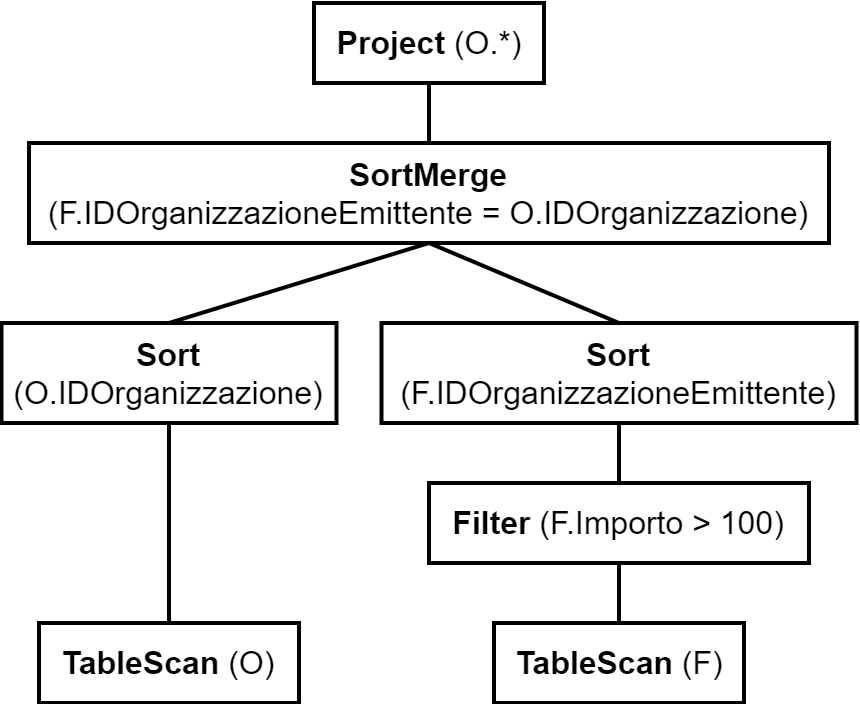 Project (O.*)
SortMerge
(F.IDOrganizzazioneEmittente = O.IDOrganizzazione)
Sort
(O.IDOrganizzazione)
Sort
(F.IDOrganizzazioneEmittente)
Filter (F.Importo > 100)
TableScan (O)
TableScan (F)